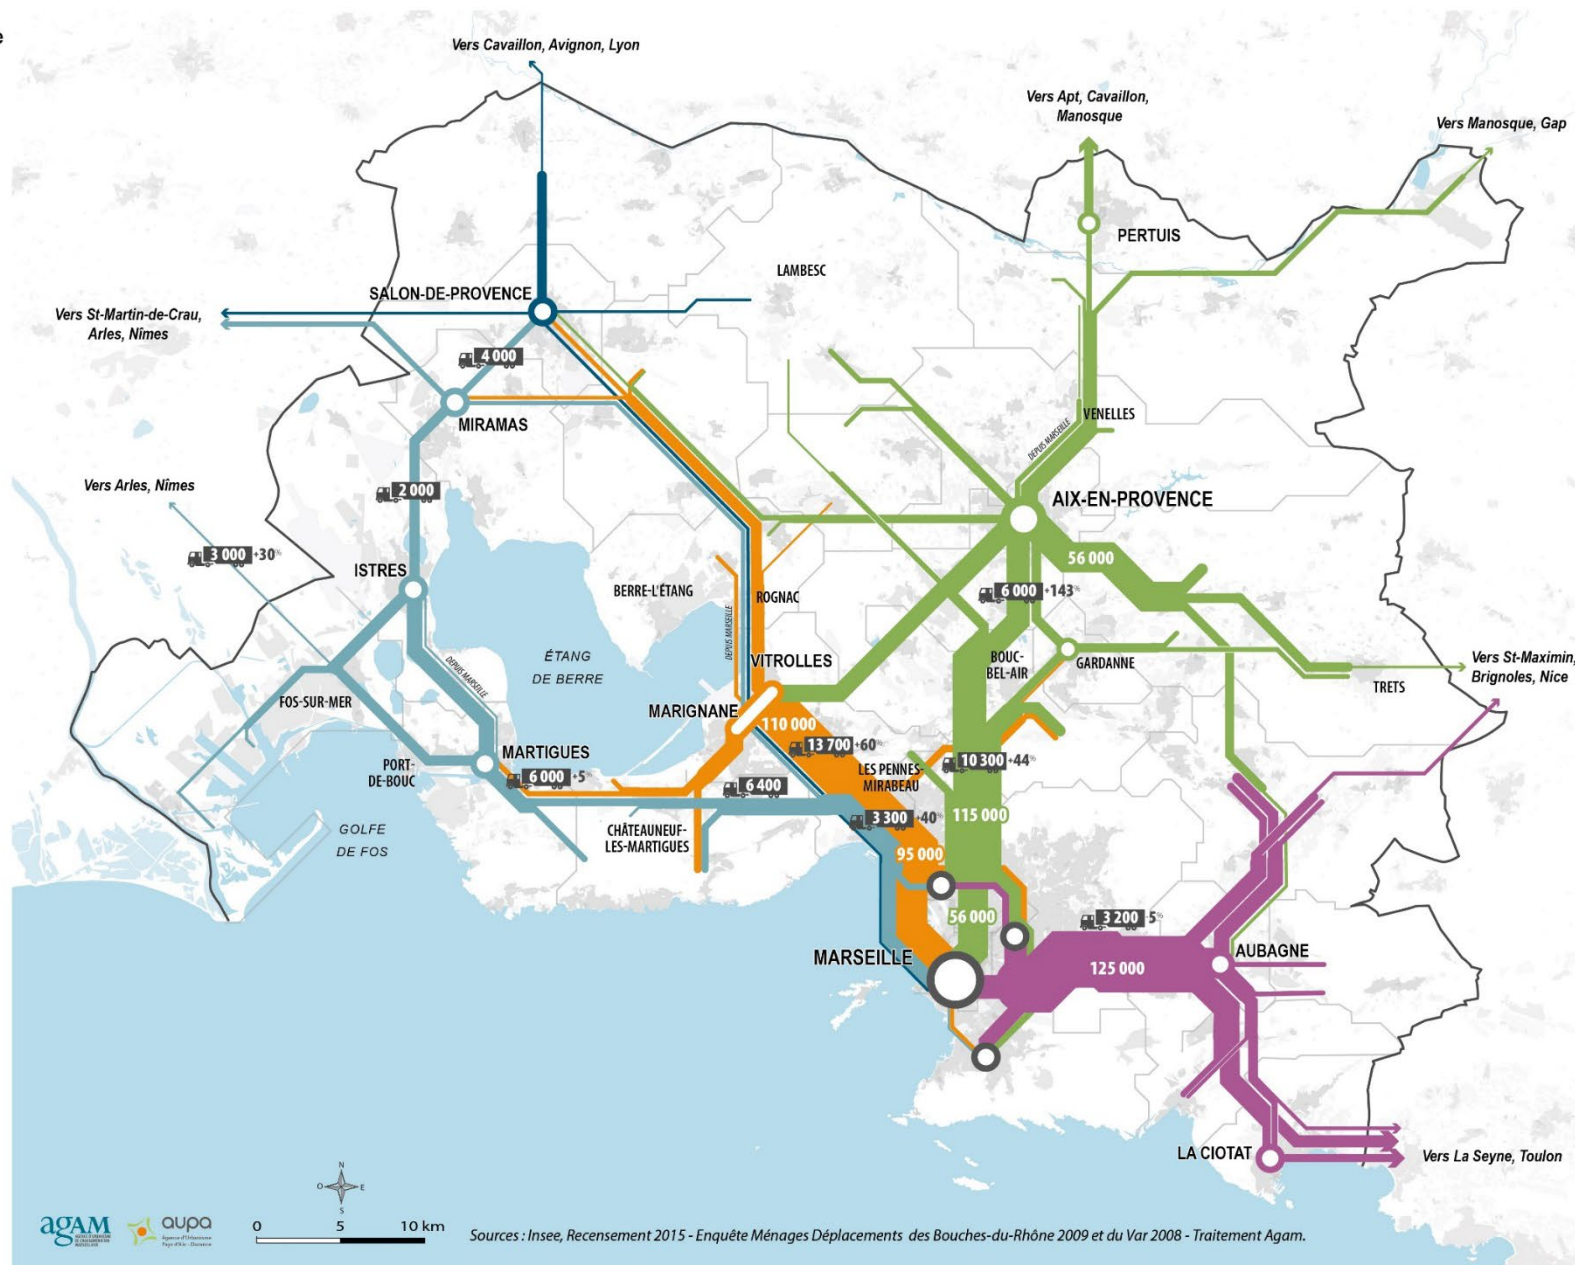 e
Vers Cavaillon, Avignon, Lyon
Vers Apt, Cavaillon,
Manosque
Vers Manosque, Gap
PERTUIS
LAMBESC
SALON-DE-PROVENCE
Vers St-Martin-de-Crau,
Arles, Nîmes
4 000
MIRAMAS
VENELLES
DEPUIS MARSEILLE
Vers Arles, Nîmes
2 000
AIX-EN-PROVENCE
3 000 +30%
56 000
ISTRES
6 000 +143%
BERRE-L'ÉTANG
ROGNAC
DEPUIS MARSEILLE
ÉTANG
DE BERRE
VITROLLES
BOUC-
BEL-AIR
GARDANNE
Vers St-Maximin,
Brignoles, Nice
TRETS
DEPUIS MARSEILLE
FOS-SUR-MER
MARIGNANE
110 000
13 700 +60%
MARTIGUES
PORT-
DE-BOUC
6 000 +5%
6 400
LES PENNES-
MIRABEAU
10 300 +44%
115 000
3 300 +40%
CHÂTEAUNEUF-
LES-MARTIGUES
GOLFE
DE FOS
95 000
56 000
3 200 -5%
MARSEILLE
125 000
AUBAGNE
LA CIOTAT
Vers La Seyne, Toulon
N
O E
S
agAM
aupa
Agence d'Urbanisme
Pays d'Aix - Durance
0 5 10 km
Sources : Insee, Recensement 2015 - Enquête Ménages Déplacements des Bouches-du-Rhône 2009 et du Var 2008 - Traitement Agam.